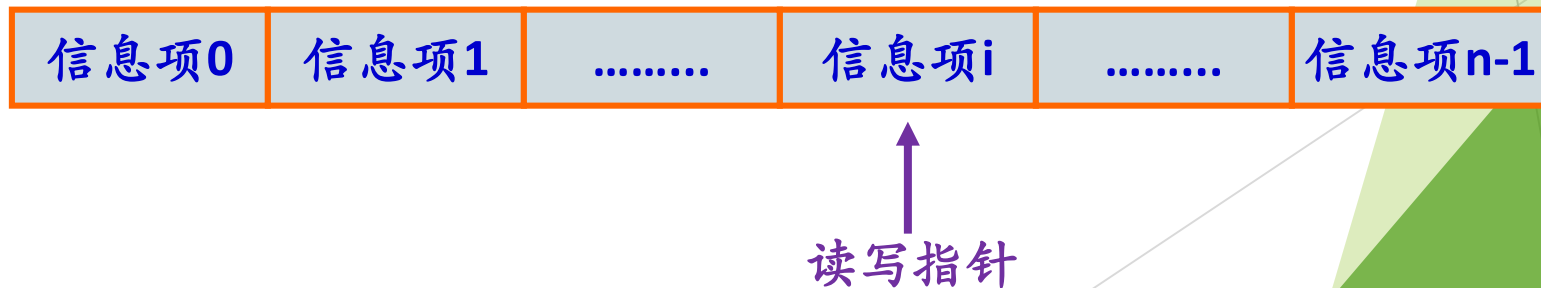 信息项0 信息项1 ......... 信息项i ......... 信息项n-1
读写指针